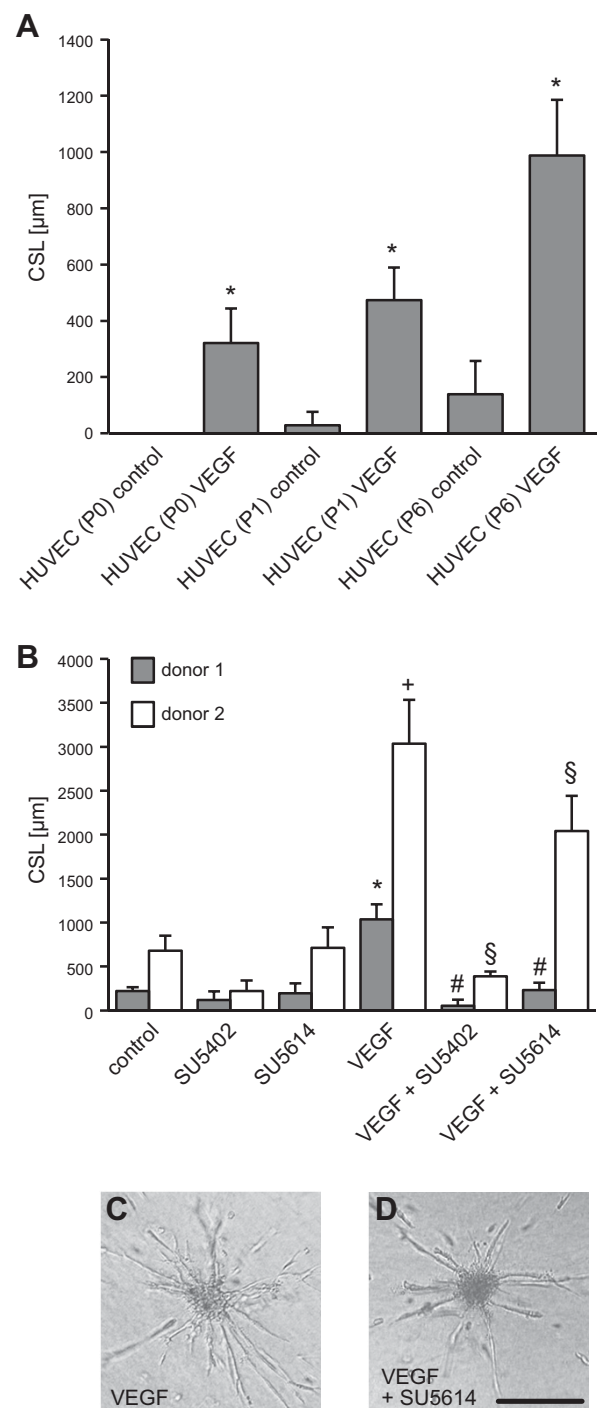 A
1400
1200
1000
800
600
400
200
0
CSL [µm]
*
*
*
HUVEC (P0) control
HUVEC (P0) VEGF
HUVEC (P1) control
HUVEC (P1) VEGF
HUVEC (P6) control
HUVEC (P6) VEGF
B
4000
3500
3000
2500
2000
1500
1000
500
0
CSL [µm]
donor 1
donor 2
*
+
#
§
#
§
control
SU5402
SU5614
VEGF
VEGF + SU5402
VEGF + SU5614
C
VEGF
D
VEGF
+ SU5614